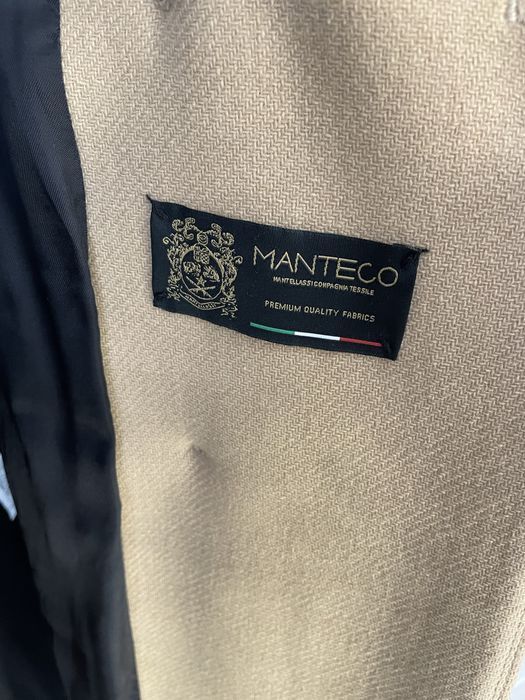 MANTECO
MANTELLASSI COMPAGNIA TESSILE
PREMIUM QUALITY FABRICS